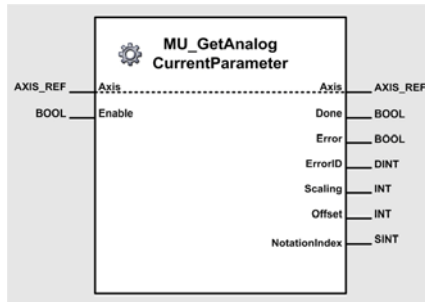 MU_GetAnalog
CurrentParameter
AXIS_REF Axis Axis AXIS_REF
BOOL Enable Done BOOL
Error BOOL
ErrorID DINT
Scaling INT
Offset INT
NotationIndex SINT